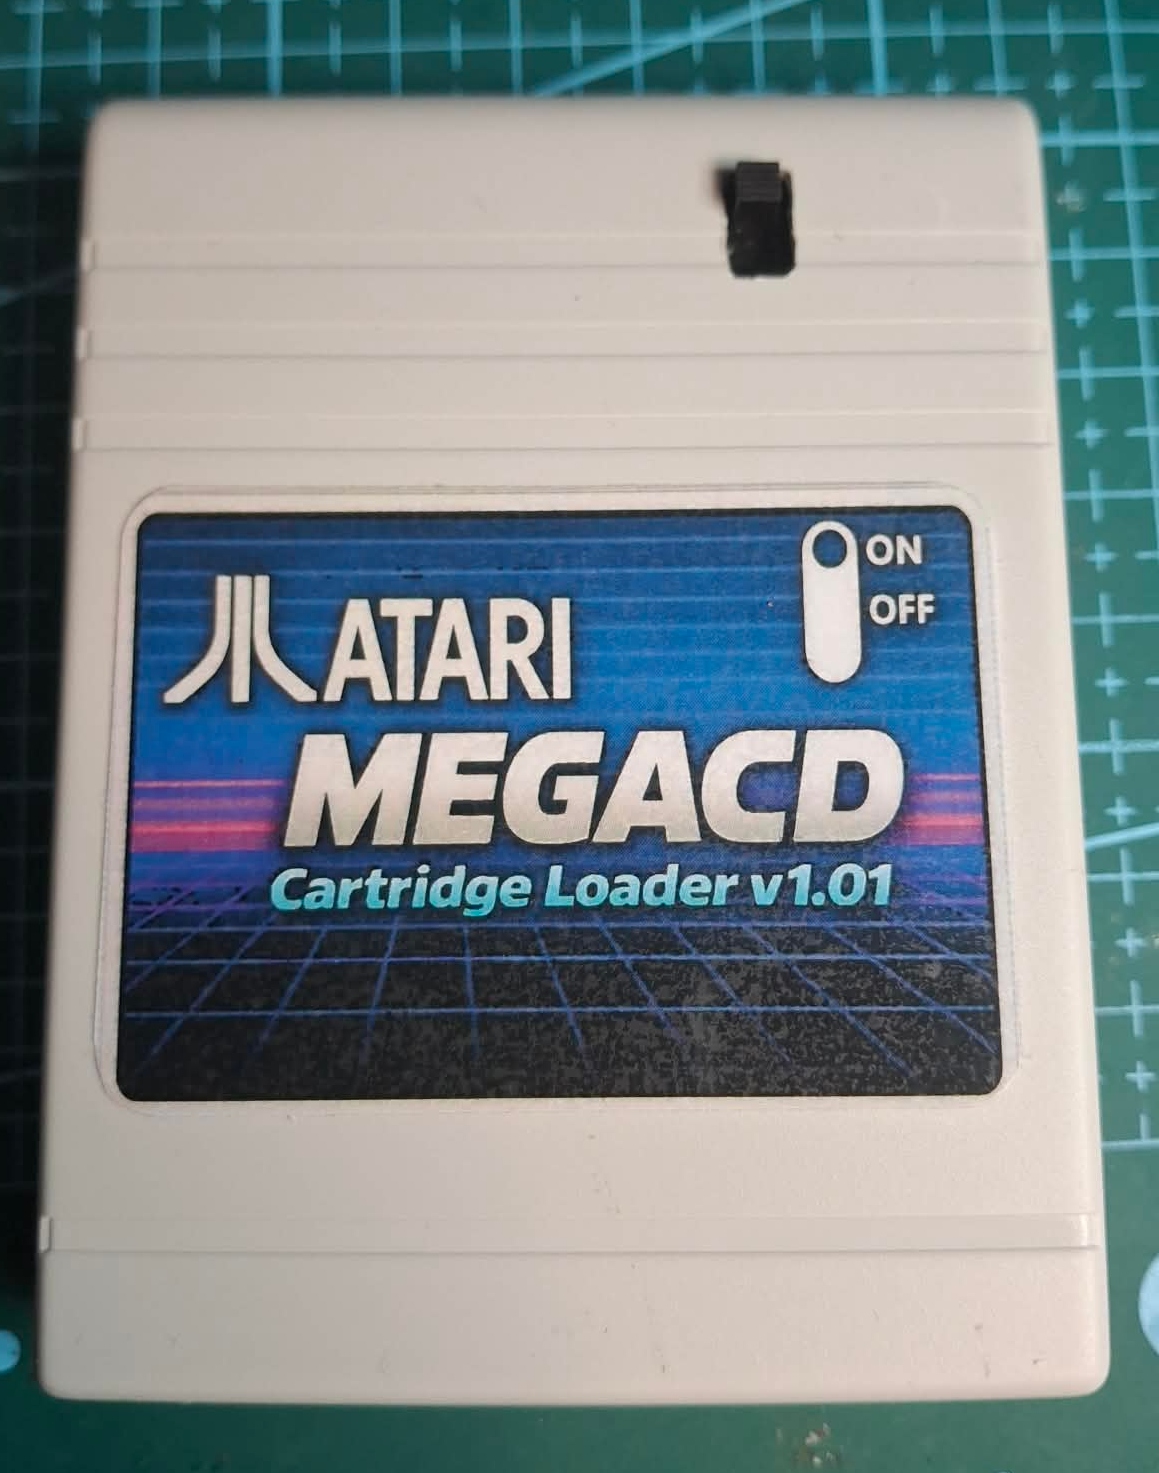 ON
OFF
ATARI
MEGACD
Cartridge Loader v1.01